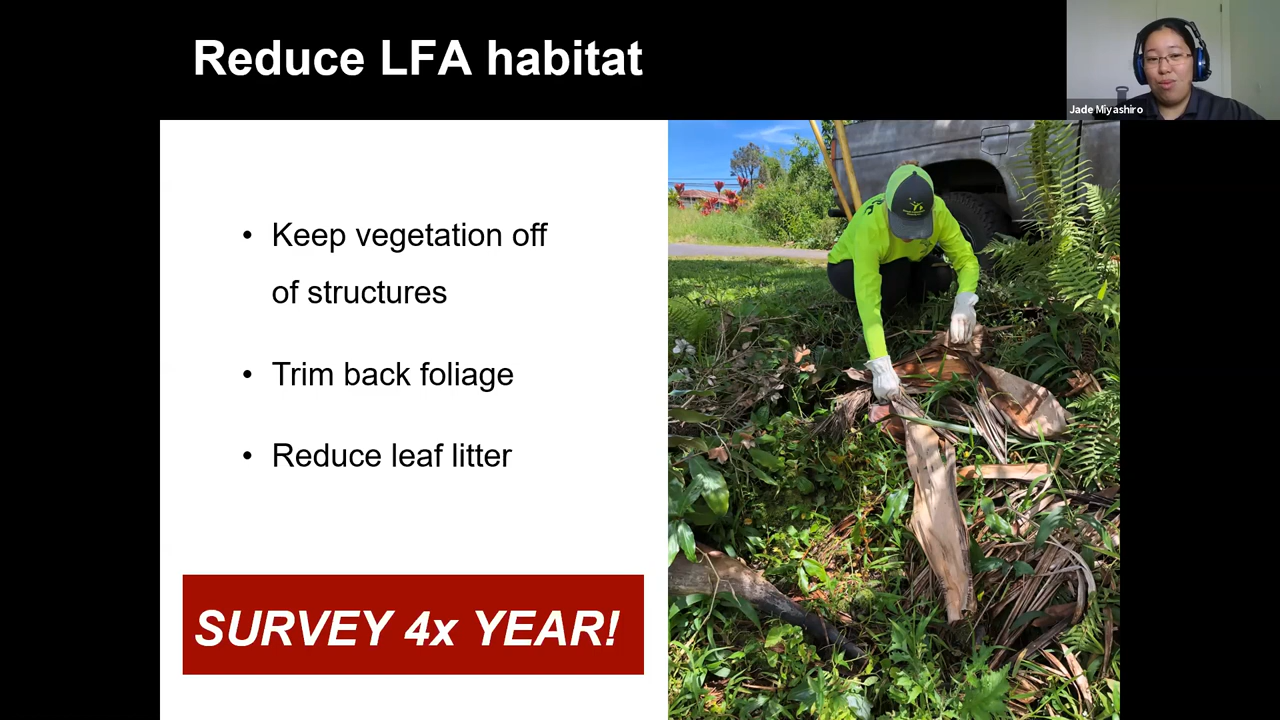 Reduce LFA habitat
Jade Miyashiro
• Keep vegetation off
of structures
• Trim back foliage
• Reduce leaf litter
SURVEY 4x YEAR!